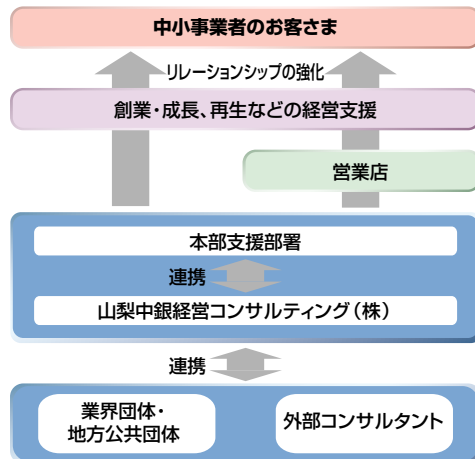 中小事業者のお客さま
リレーションシップの強化
創業・成長、再生などの経営支援
営業店
本部支援部署
連携
山梨中銀経営コンサルティング（株）
連携
業界団体・
地方公共団体
外部コンサルタント